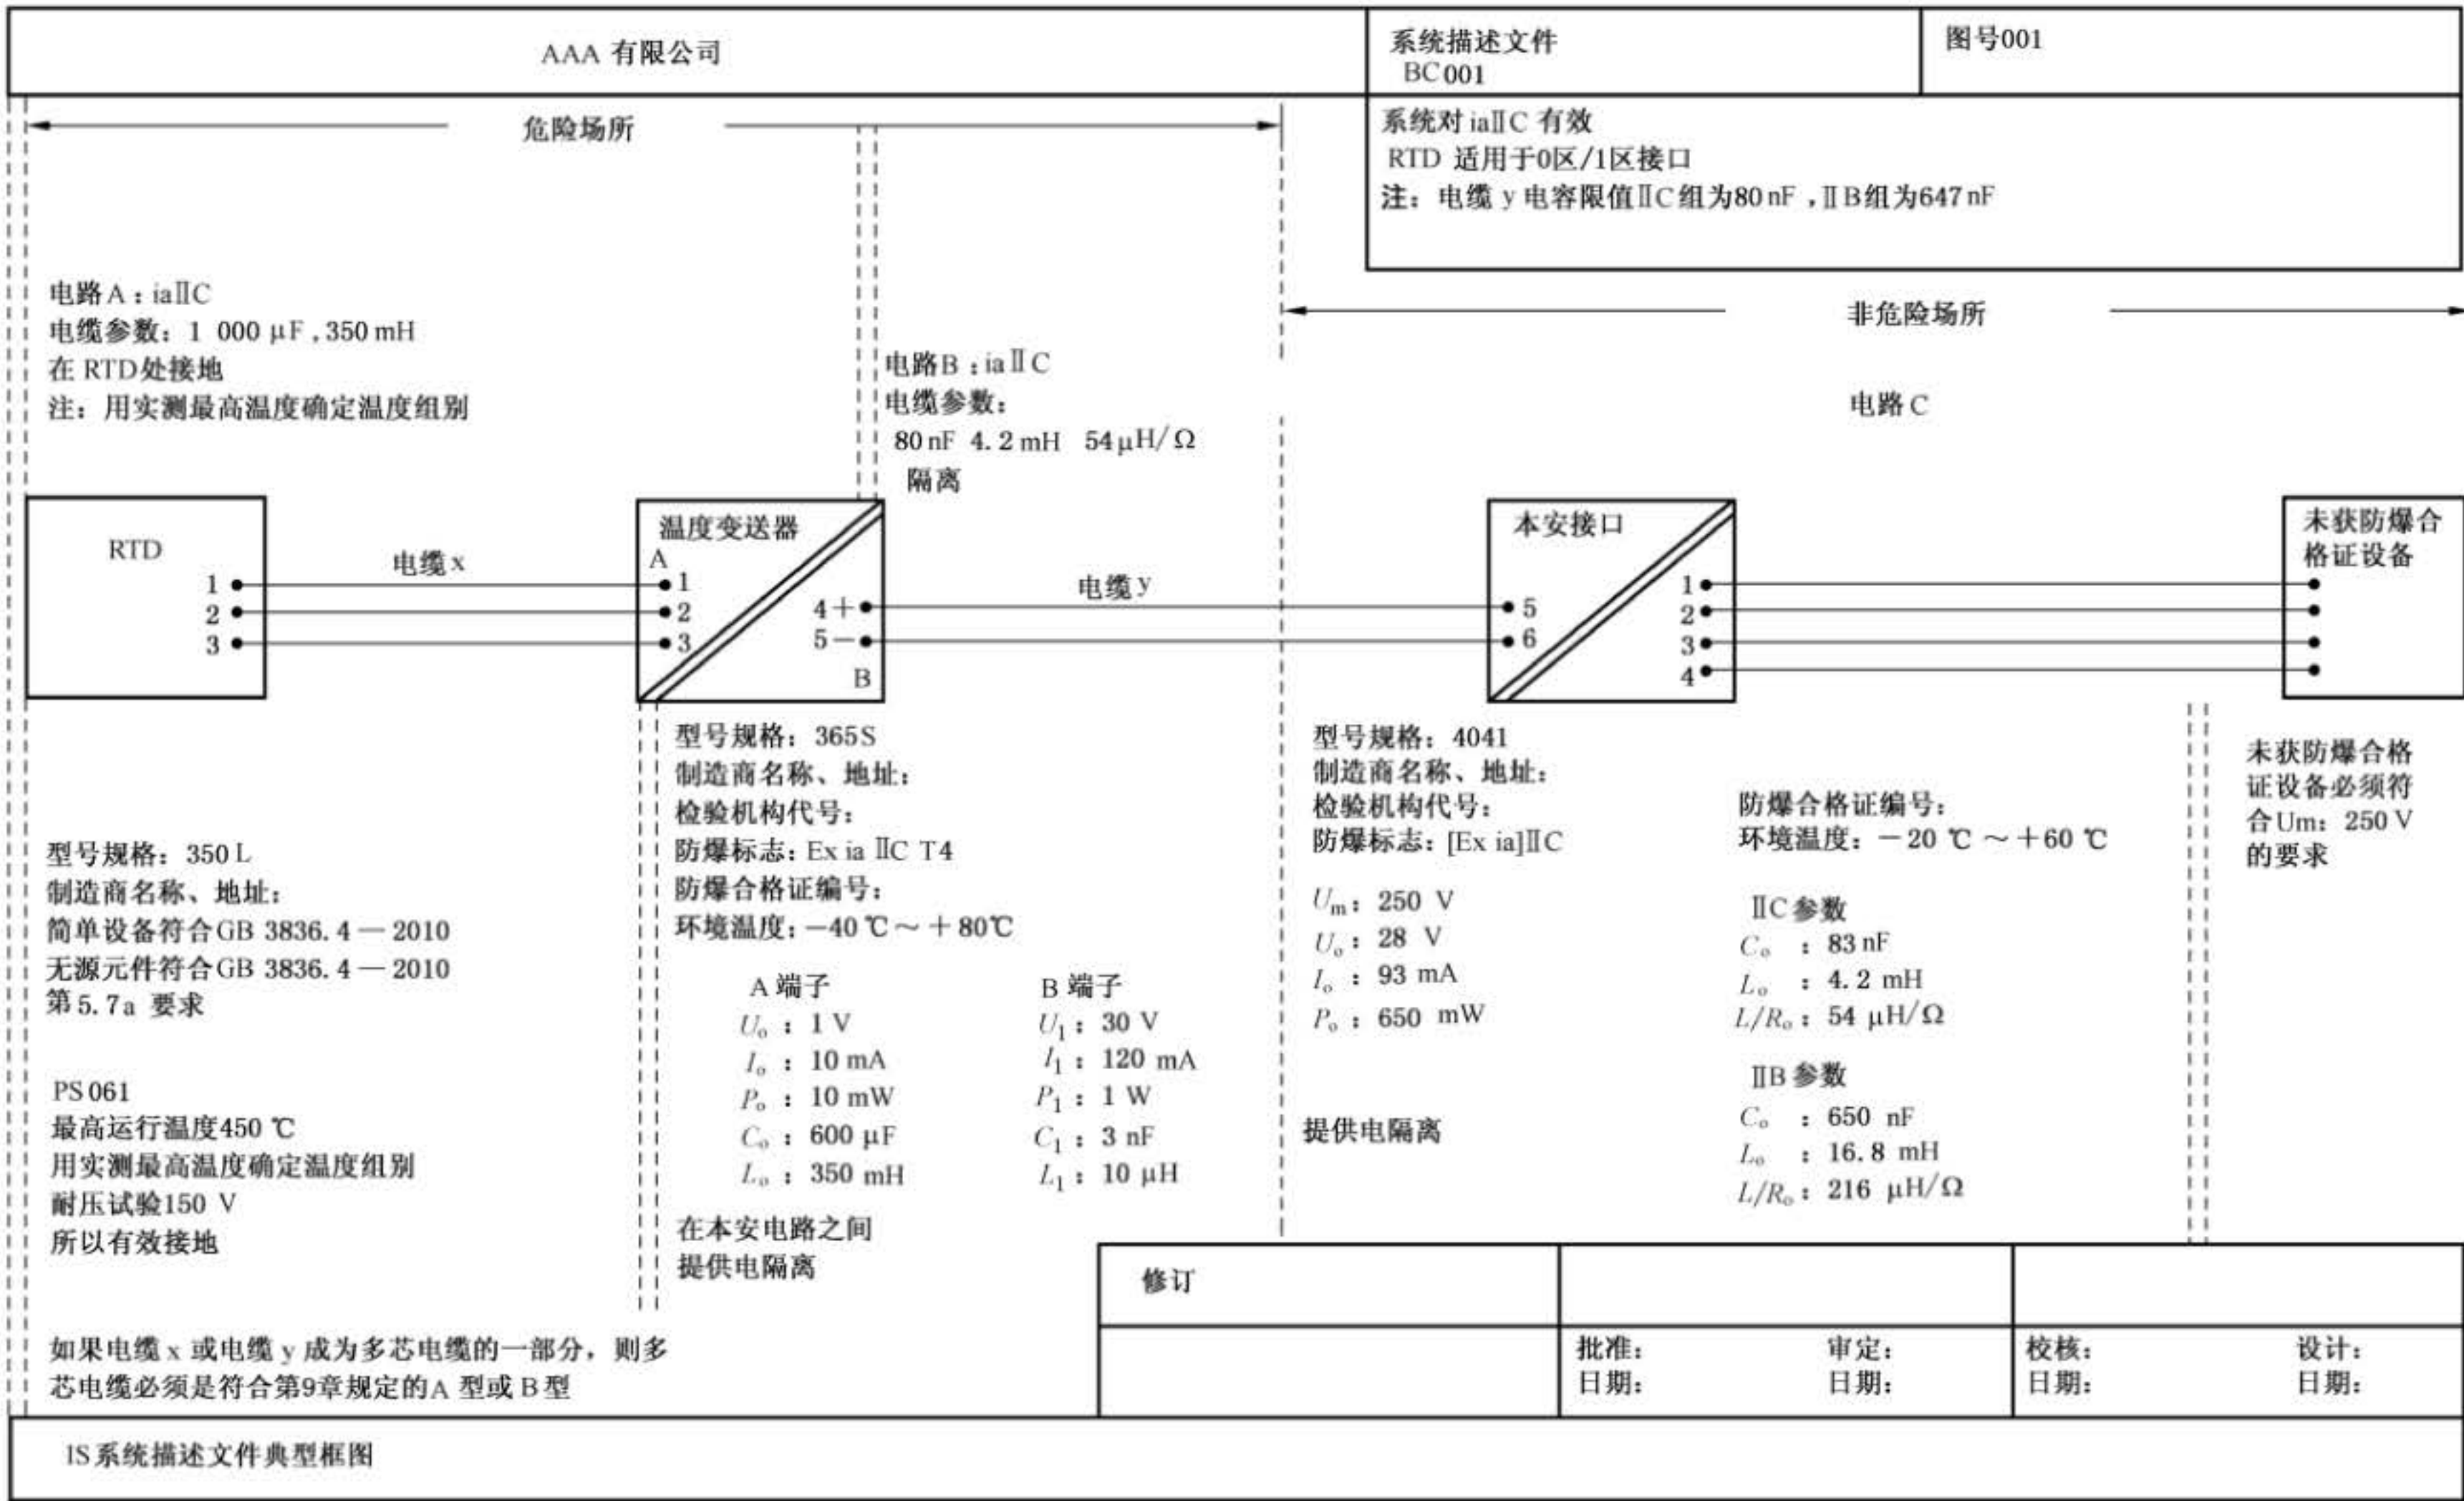 AAA 有限公司
系统描述文件
BC001
图号001
危险场所
系统对 iaⅡC 有效
RTD 适用于0区/1区接口
注：电缆 y 电容限值ⅡC组为80 nF，ⅡB组为647 nF
非危险场所
电路A：iaⅡC
电缆参数：1 000 μF，350 mH
在 RTD处接地
注：用实测最高温度确定温度组别
电路B：iaⅡC
电缆参数：
80 nF 4.2 mH 54 μH/Ω
隔离
电路 C
RTD
1
2
3
电缆 x
温度变送器
A
1
2
3
4＋
5－
B
电缆 y
本安接口
5
6
1
2
3
4
未获防爆合
格证设备
型号规格：350 L
制造商名称、地址：
简单设备符合GB 3836.4—2010
无源元件符合GB 3836.4—2010
第5.7a 要求
PS 061
最高运行温度450 ℃
用实测最高温度确定温度组别
耐压试验150 V
所以有效接地
型号规格：365S
制造商名称、地址：
检验机构代号：
防爆标志：Ex ia ⅡC T4
防爆合格证编号：
环境温度：－40 ℃～＋80℃
A 端子
Uo：1 V
Io：10 mA
Po：10 mW
Co：600 μF
Lo：350 mH
B 端子
U1：30 V
I1：120 mA
P1：1 W
C1：3 nF
L1：10 μH
在本安电路之间
提供电隔离
型号规格：4041
制造商名称、地址：
检验机构代号：
防爆标志：[Ex ia]ⅡC
Um：250 V
Uo：28 V
Io：93 mA
Po：650 mW
提供电隔离
防爆合格证编号：
环境温度：－20 ℃～＋60 ℃
ⅡC 参数
Co：83 nF
Lo：4.2 mH
L/Ro：54 μH/Ω
ⅡB 参数
Co：650 nF
Lo：16.8 mH
L/Ro：216 μH/Ω
未获防爆合格
证设备必须符
合Um：250 V
的要求
如果电缆 x 或电缆 y 成为多芯电缆的一部分，则多
芯电缆必须是符合第9章规定的A 型或 B 型
修订
批准：
日期：
审定：
日期：
校核：
日期：
设计：
日期：
IS系统描述文件典型框图